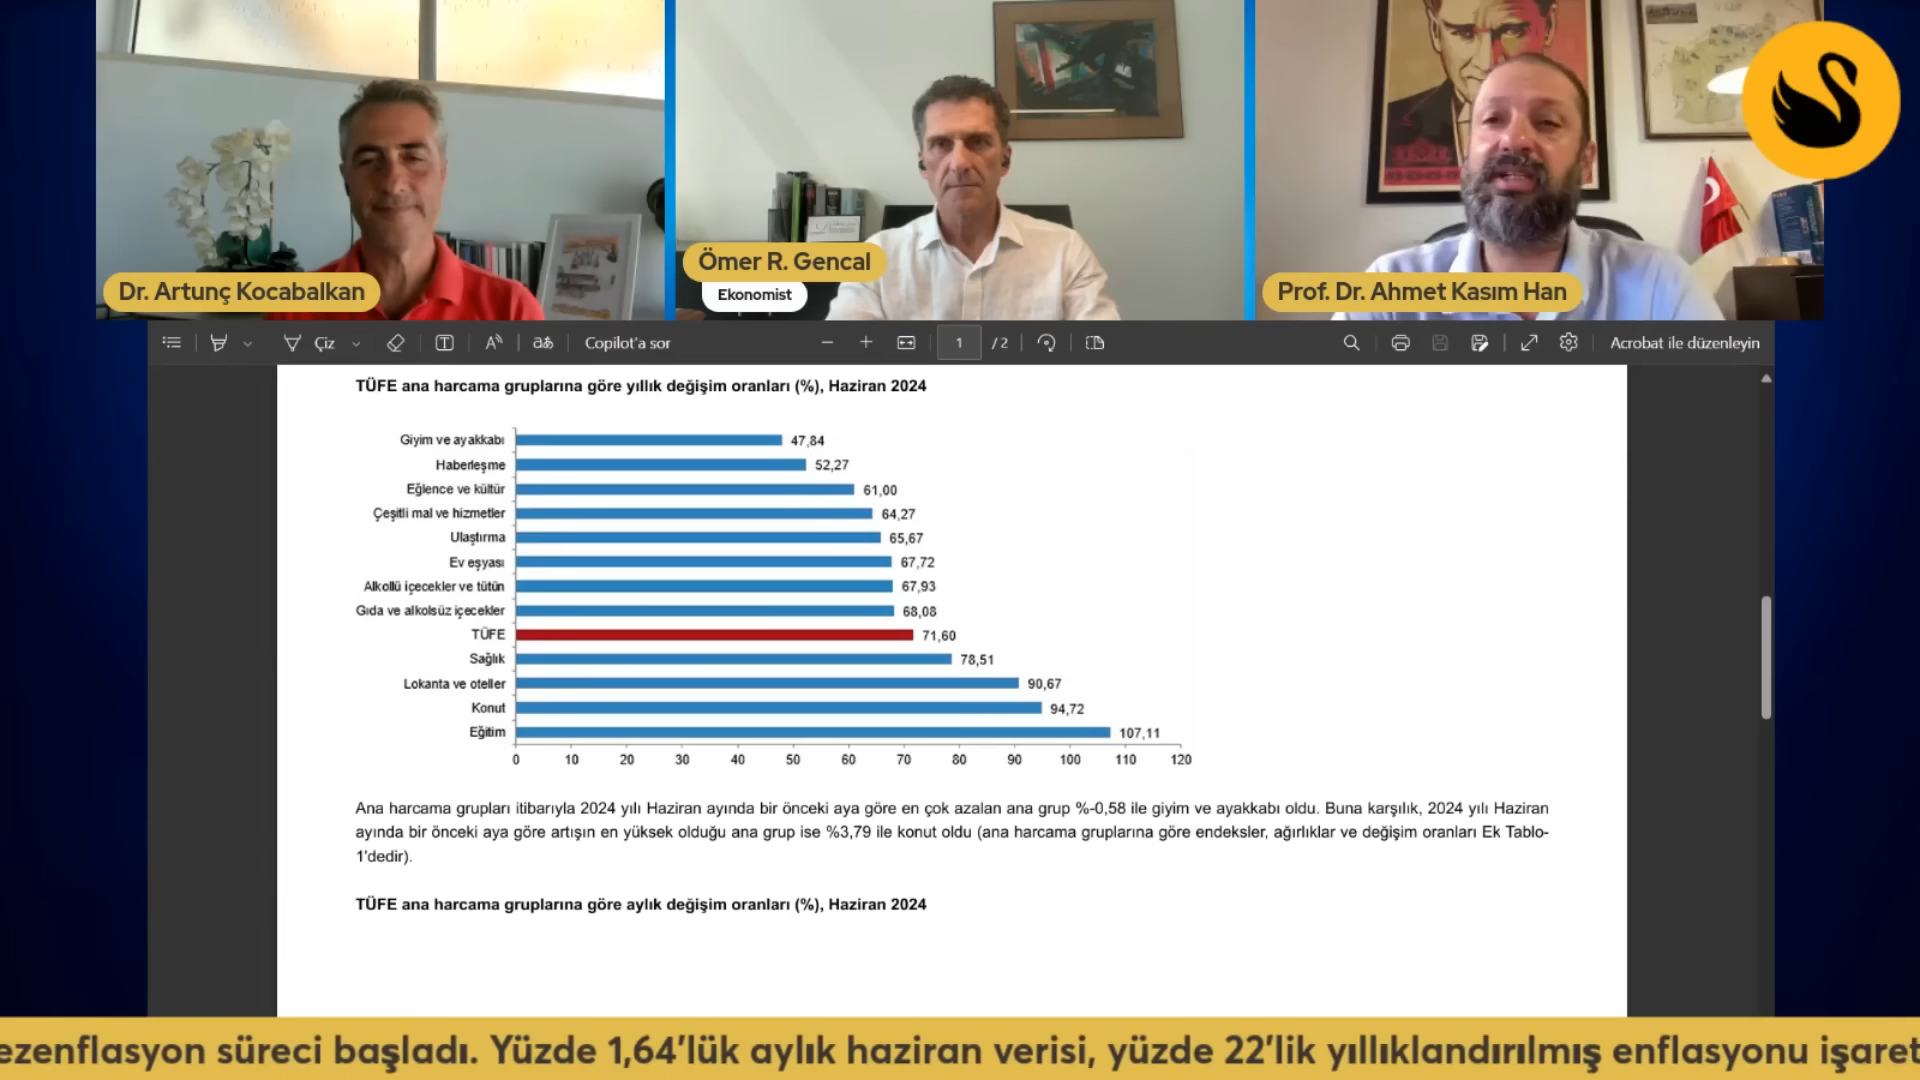 Dr. Artunç Kocabalkan
Ömer R. Gencal
Ekonomist
Prof. Dr. Ahmet Kasım Han
Çiz
Copilot'a sor
1 / 2
Acrobat ile düzenleyin
TÜFE ana harcama gruplarına göre yıllık değişim oranları (%), Haziran 2024
Giyim ve ayakkabı 47,84
Haberleşme 52,27
Eğlence ve kültür 61,00
Çeşitli mal ve hizmetler 64,27
Ulaştırma 65,67
Ev eşyası 67,72
Alkollü içecekler ve tütün 67,93
Gıda ve alkolsüz içecekler 68,08
TÜFE 71,60
Sağlık 78,51
Lokanta ve oteller 90,67
Konut 94,72
Eğitim 107,11
0 10 20 30 40 50 60 70 80 90 100 110 120
Ana harcama grupları itibarıyla 2024 yılı Haziran ayında bir önceki aya göre en çok azalan ana grup %-0,58 ile giyim ve ayakkabı oldu. Buna karşılık, 2024 yılı Haziran
ayında bir önceki aya göre artışın en yüksek olduğu ana grup ise %3,79 ile konut oldu (ana harcama gruplarına göre endeksler, ağırlıklar ve değişim oranları Ek Tablo-
1'dedir).
TÜFE ana harcama gruplarına göre aylık değişim oranları (%), Haziran 2024
ezenflasyon süreci başladı. Yüzde 1,64'lük aylık haziran verisi, yüzde 22'lik yıllıklandırılmış enflasyonu işaret